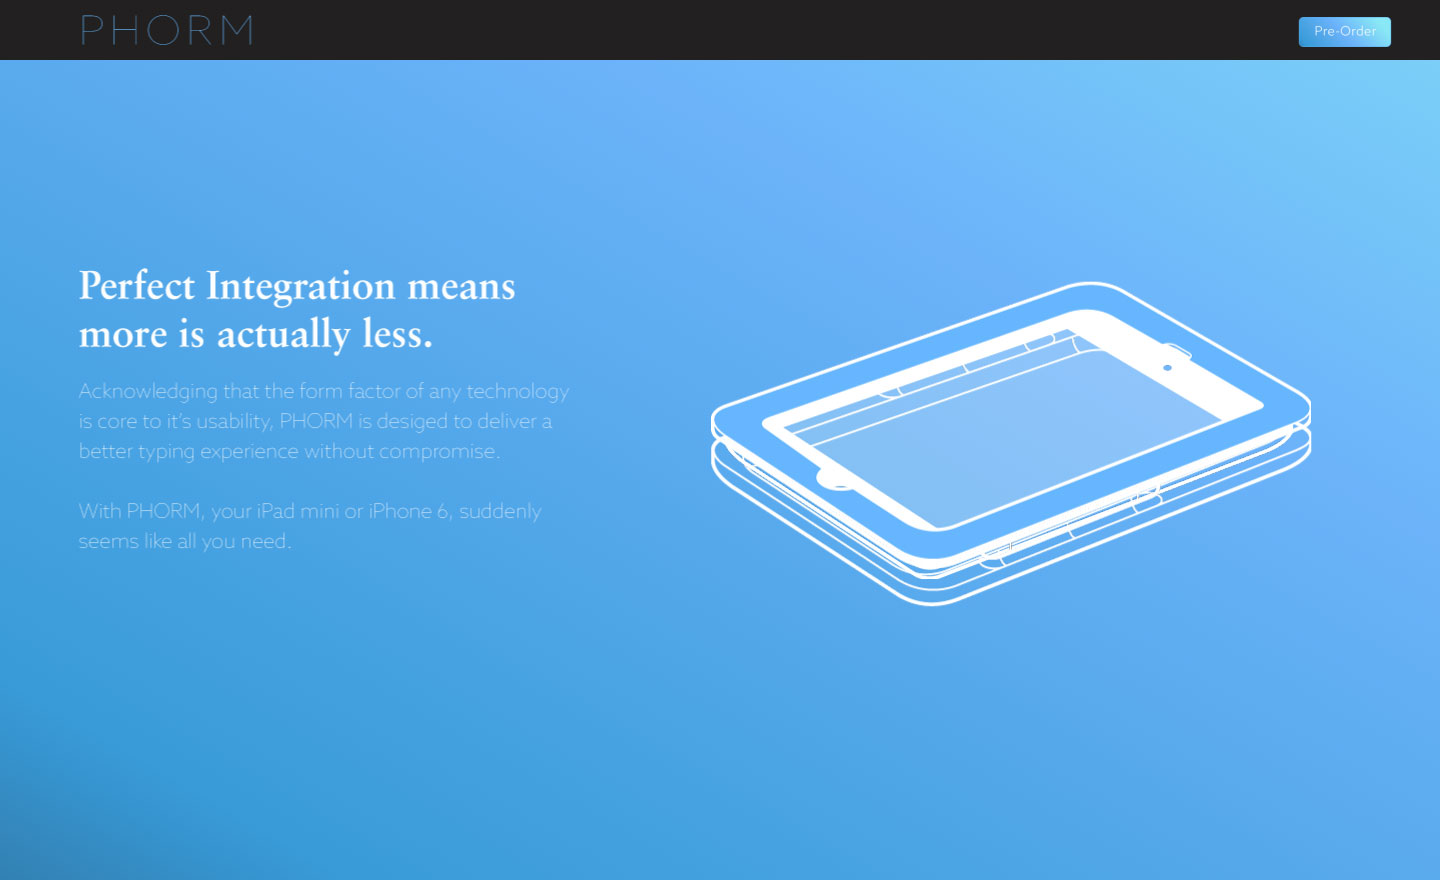 PHORM
Pre-Order
Perfect Integration means
more is actually less.
Acknowledging that the form factor of any technology
is core to it’s usability, PHORM is desiged to deliver a
better typing experience without compromise.
With PHORM, your iPad mini or iPhone 6, suddenly
seems like all you need.